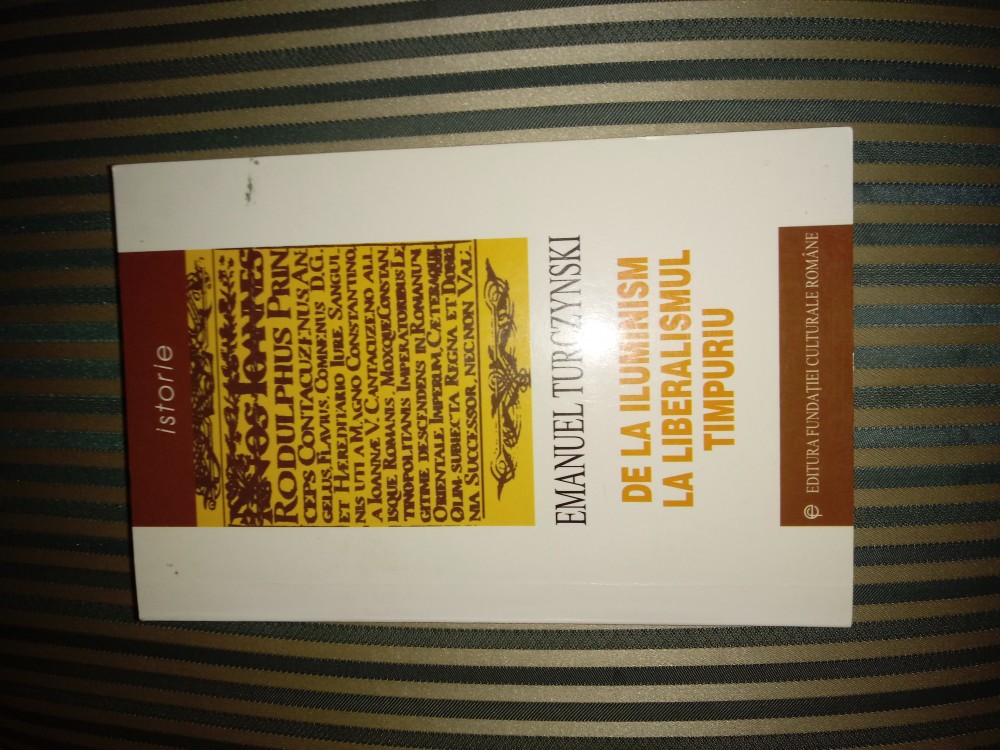 istorie
NOS IOANNES
RODULPHUS PRIN
CEPS CONTACUZENUS AN
GELUS FLAVIUS COMNENUS D.G.
ET HÆREDITARIO IURE SANGUI
NIS UTI A M. MAGNO CONSTANTINO,
A IOANNE V. CANTACUZENO ALI
ISQUE ROMANIS, MOXQUE CONSTAN
TINOPOLITANIS IMPERATORIBUS LE
GITIME DESCENDENS IN ROMANUM
ORIENTALE IMPERIUM, CÆTERAQUE
OLIM SUBIECTA REGNA ET DOMI
NIA SUCCESSOR, NECNON VAL:
EMANUEL TURCZYNSKI
DE LA ILUMINISM
LA LIBERALISMUL
TIMPURIU
EDITURA FUNDAȚIEI CULTURALE ROMÂNE